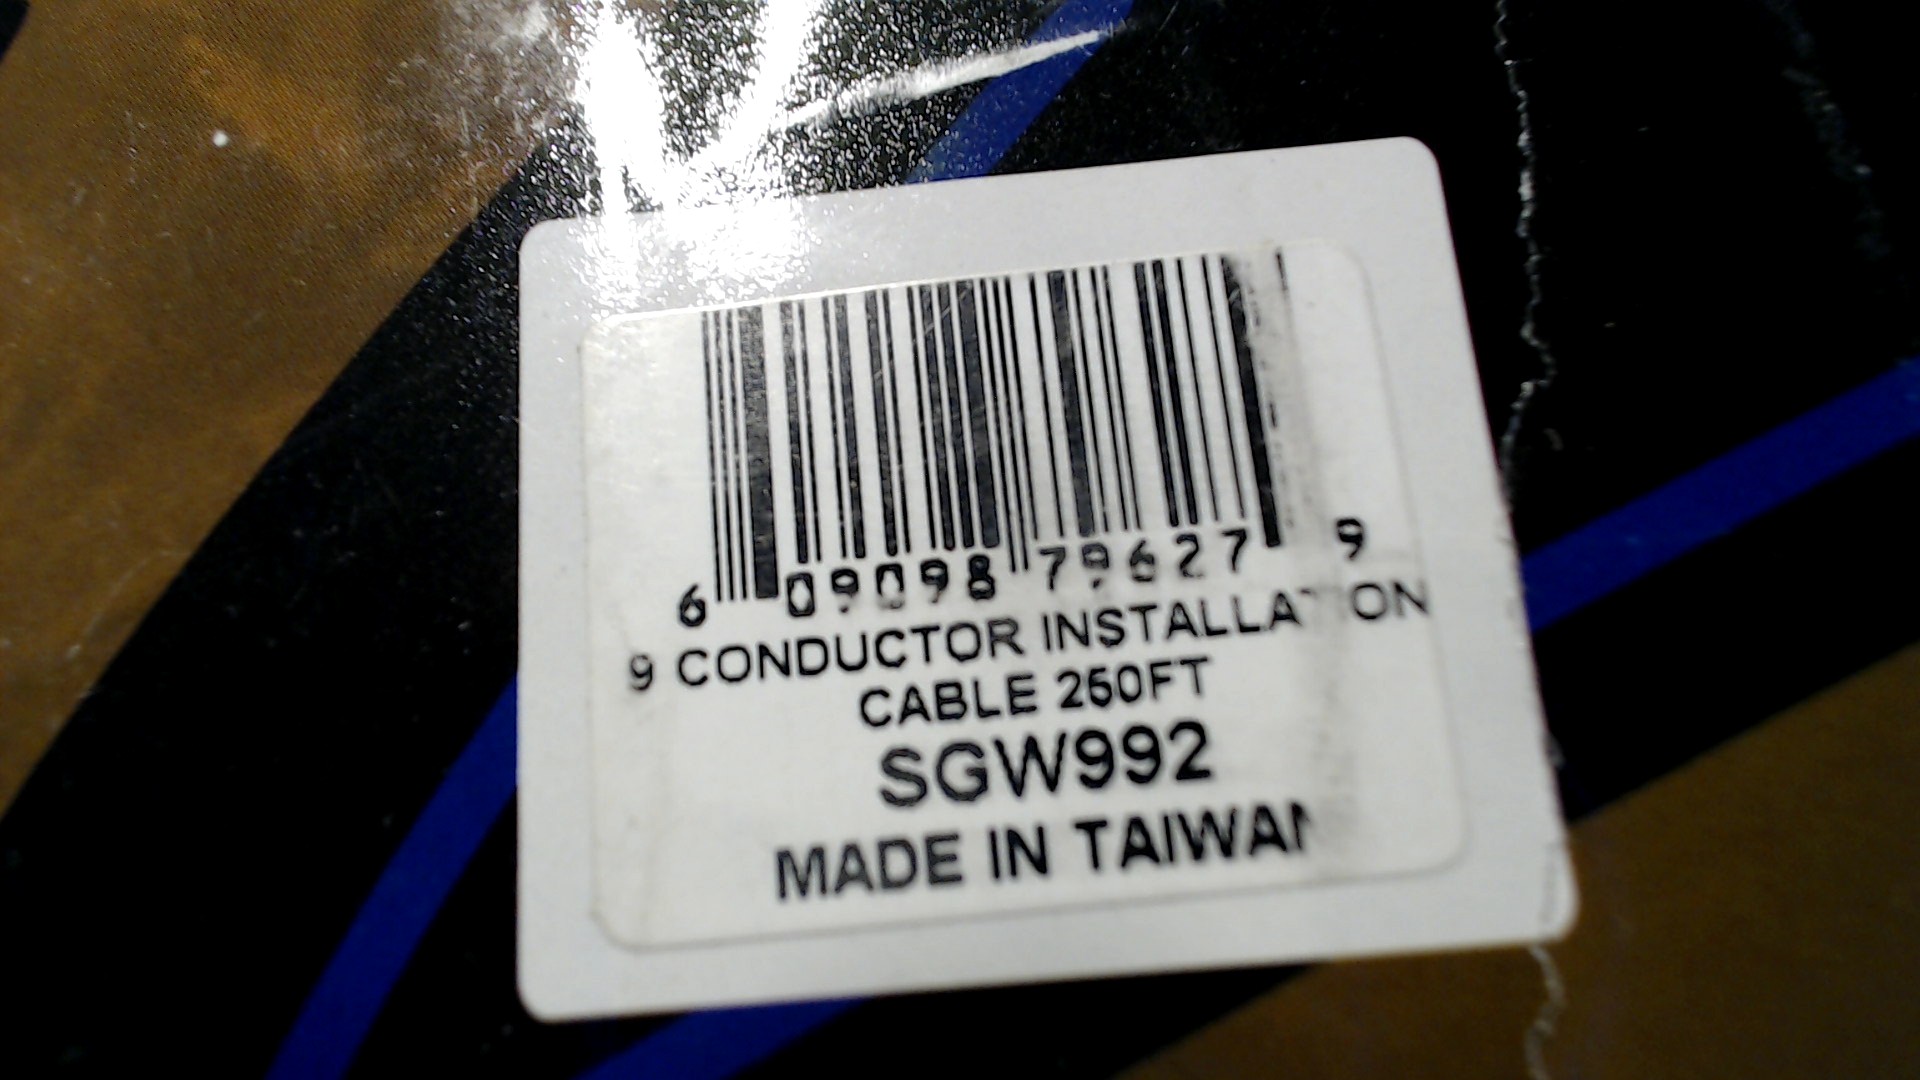 6 09098 79627 9
9 CONDUCTOR INSTALLATION
CABLE 250FT
SGW992
MADE IN TAIWAN